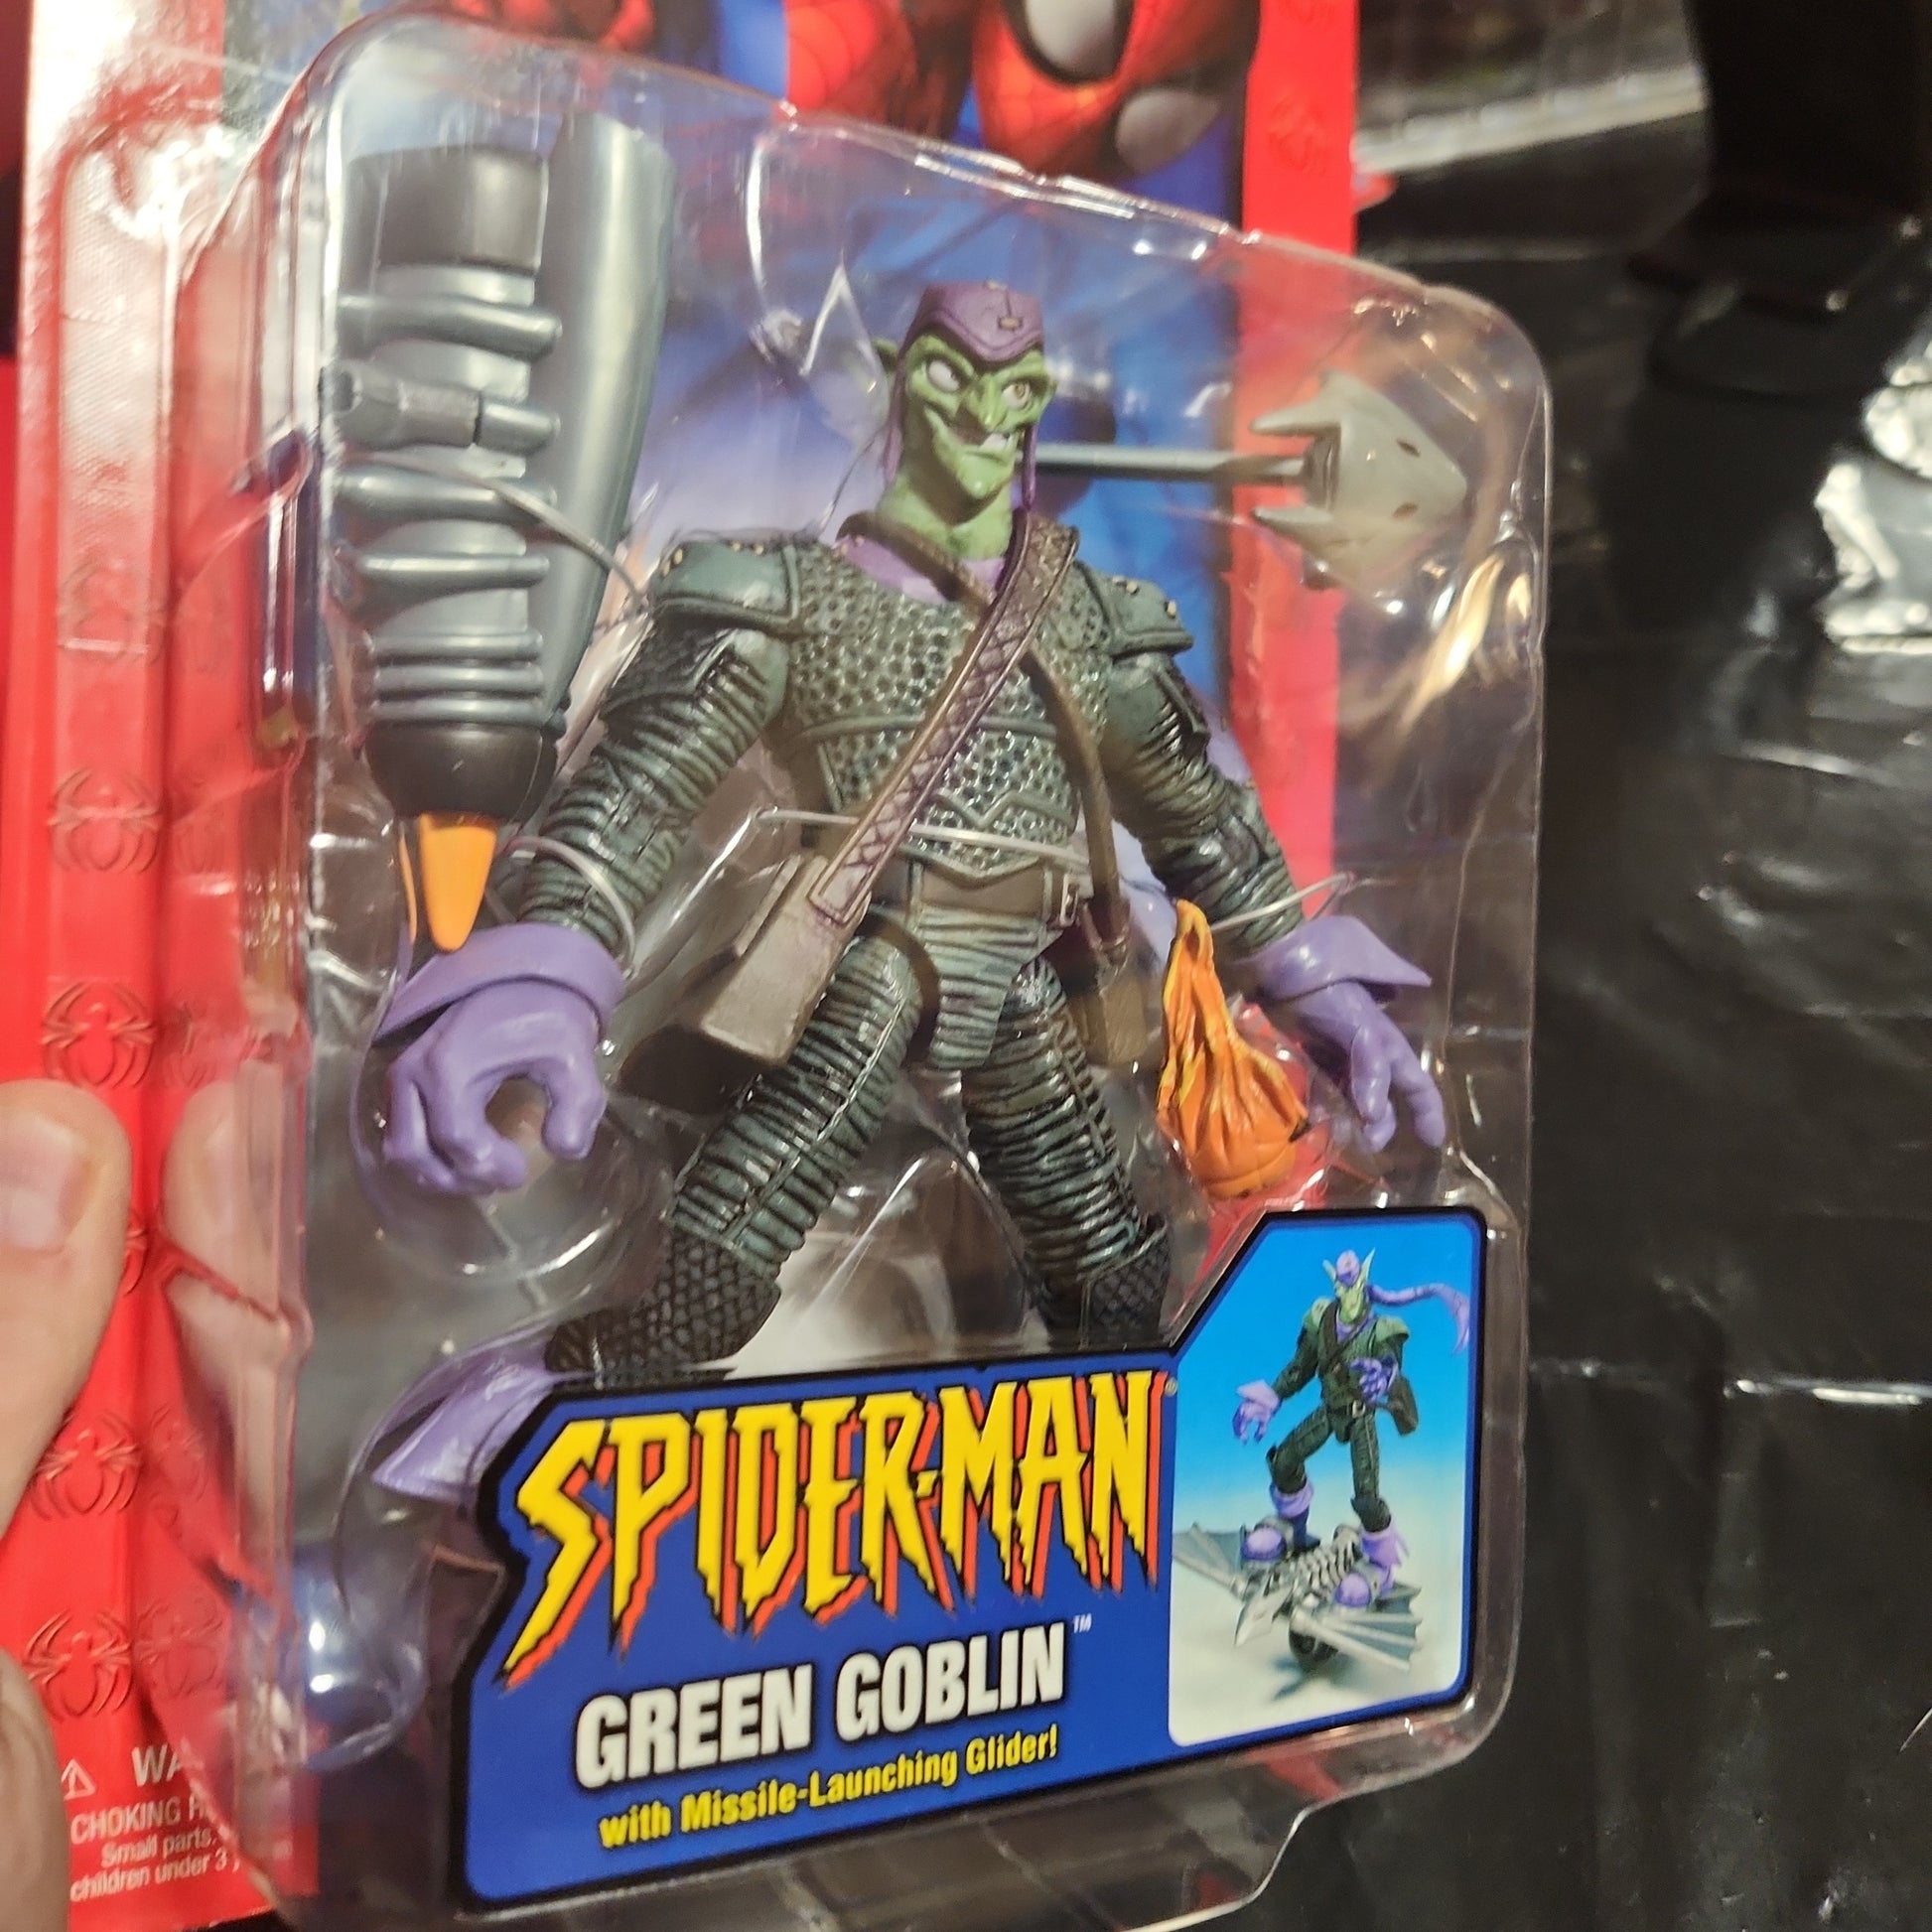 SPIDER-MAN®
GREEN GOBLIN™
with Missile-Launching Glider!
⚠ WA
CHOKING H
Small parts.
children under 3 y